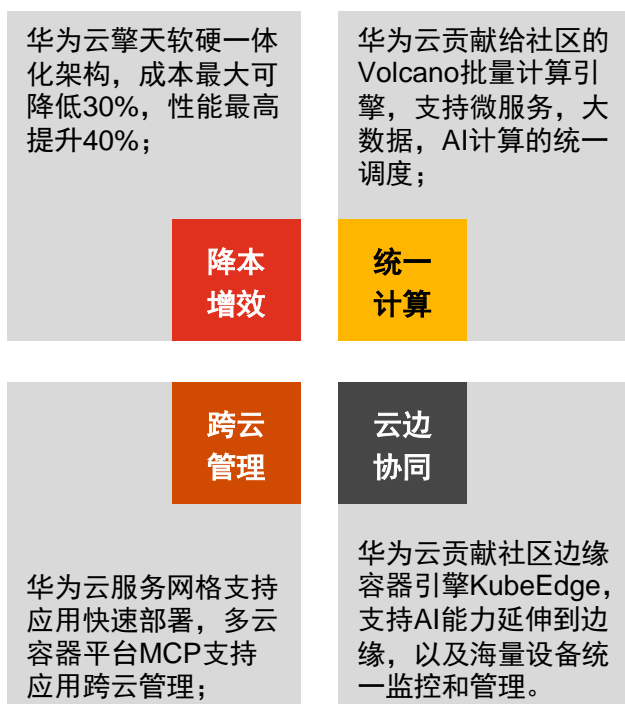 华为云擎天软硬一体
化架构，成本最大可
降低30%，性能最高
提升40%；
降本
增效
华为云贡献给社区的
Volcano批量计算引
擎，支持微服务，大
数据，AI计算的统一
调度；
统一
计算
跨云
管理
华为云服务网格支持
应用快速部署，多云
容器平台MCP支持
应用跨云管理；
云边
协同
华为云贡献社区边缘
容器引擎KubeEdge，
支持AI能力延伸到边
缘，以及海量设备统
一监控和管理。